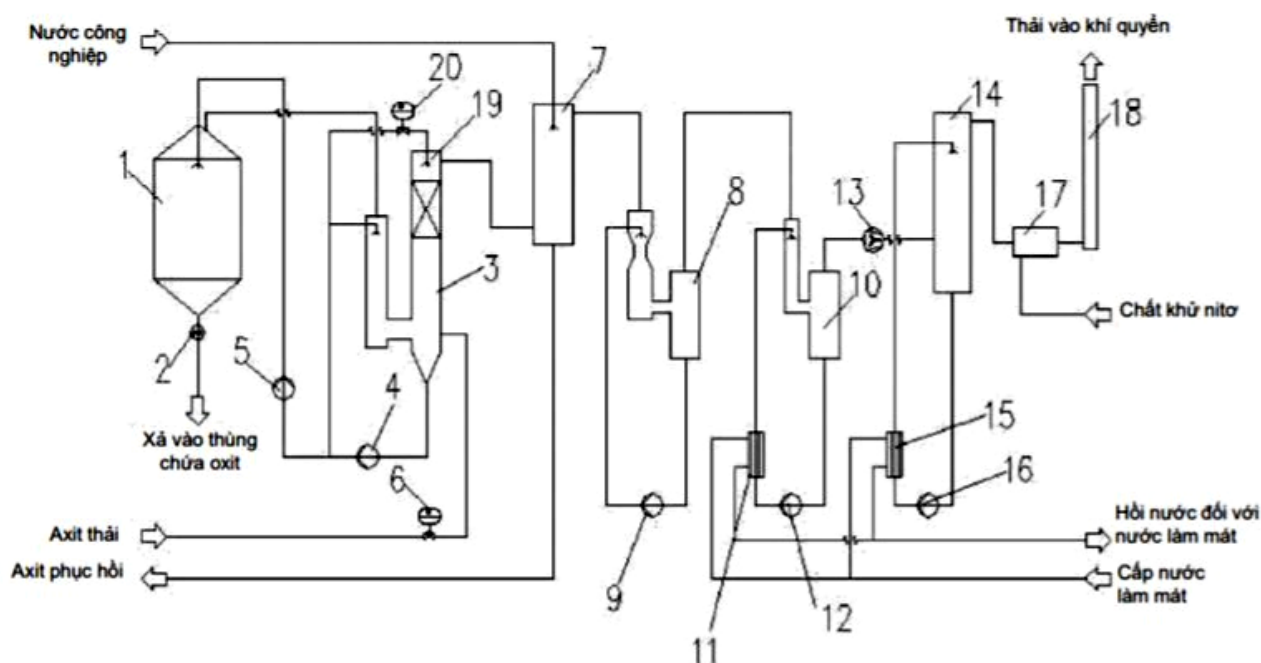 Nước công
nghiệp
Thải vào khí quyển
7
20
19
14
18
1
8
13
17
3
10
2
5
4
Chất khử nitơ
Xả vào thùng
chứa oxit
15
6
16
Axit thải
Hồi nước đối với
nước làm mát
Axit phục hồi
Cấp nước
làm mát
9
11
12